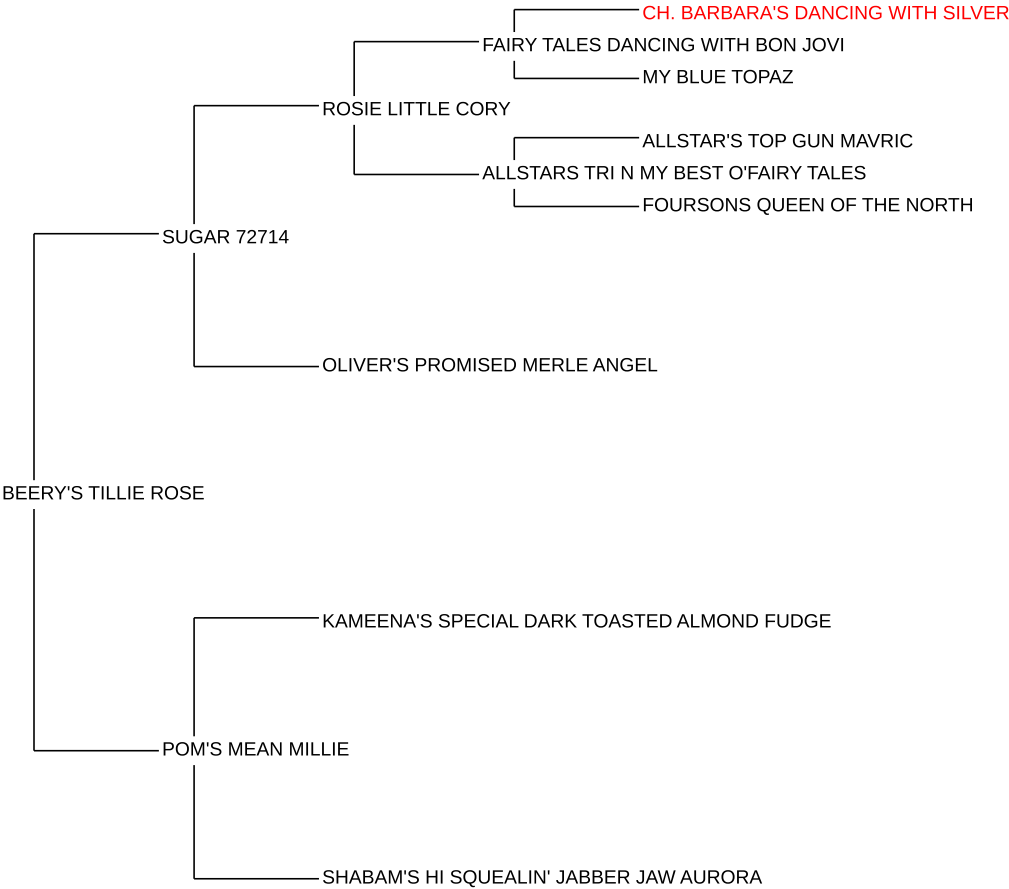 CH. BARBARA'S DANCING WITH SILVER
FAIRY TALES DANCING WITH BON JOVI
MY BLUE TOPAZ
ROSIE LITTLE CORY
ALLSTAR'S TOP GUN MAVRIC
ALLSTARS TRI N MY BEST O'FAIRY TALES
FOURSONS QUEEN OF THE NORTH
SUGAR 72714
OLIVER'S PROMISED MERLE ANGEL
BEERY'S TILLIE ROSE
KAMEENA'S SPECIAL DARK TOASTED ALMOND FUDGE
POM'S MEAN MILLIE
SHABAM'S HI SQUEALIN' JABBER JAW AURORA